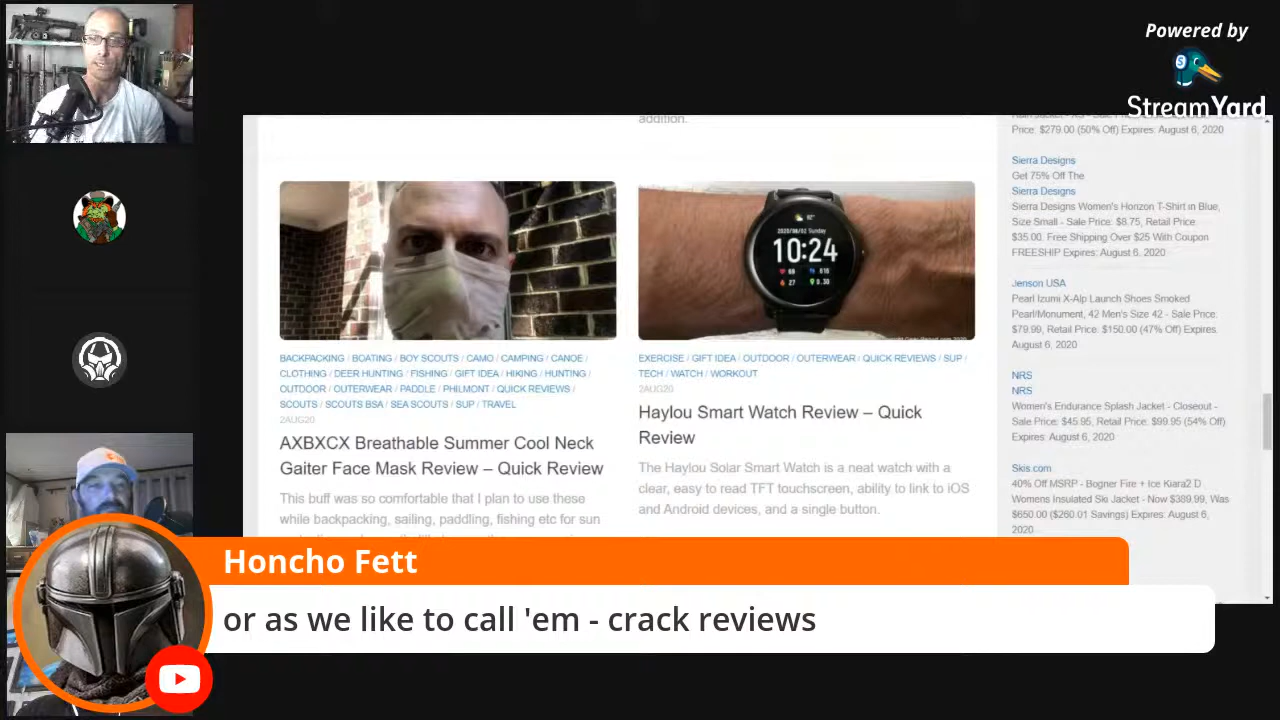 Powered by
StreamYard
addition.
BACKPACKING / BOATING / BOY SCOUTS / CAMO / CAMPING / CANOE /
CLOTHING / DEER HUNTING / FISHING / GIFT IDEA / HIKING / HUNTING /
OUTDOOR / OUTERWEAR / PADDLE / PHILMONT / QUICK REVIEWS /
SCOUTS / SCOUTS BSA / SEA SCOUTS / SUP / TRAVEL
2AUG20
AXBXCX Breathable Summer Cool Neck
Gaiter Face Mask Review – Quick Review
This buff was so comfortable that I plan to use these
while backpacking, sailing, paddling, fishing etc for sun
2020/08/02 Sunday
10:24
EXERCISE / GIFT IDEA / OUTDOOR / OUTERWEAR / QUICK REVIEWS / SUP /
TECH / WATCH / WORKOUT
2AUG20
Haylou Smart Watch Review – Quick
Review
The Haylou Solar Smart Watch is a neat watch with a
clear, easy to read TFT touchscreen, ability to link to iOS
and Android devices, and a single button.
Price: $279.00 (50% Off) Expires: August 6, 2020
Sierra Designs
Get 75% Off The
Sierra Designs
Sierra Designs Women's Horizon T-Shirt in Blue,
Size Small - Sale Price: $8.75, Retail Price:
$35.00. Free Shipping Over $25 With Coupon
FREESHIP Expires: August 6, 2020
Jenson USA
Pearl Izumi X-Alp Launch Shoes Smoked
Pearl/Monument, 42 Men's Size 42 - Sale Price:
$79.99, Retail Price: $150.00 (47% Off) Expires:
August 6, 2020
NRS
NRS
Women's Endurance Splash Jacket - Closeout -
Sale Price: $45.95, Retail Price: $99.95 (54% Off)
Expires: August 6, 2020
Skis.com
40% Off MSRP - Bogner Fire + Ice Kiara2 D
Womens Insulated Ski Jacket - Now $389.99, Was
$650.00 ($260.01 Savings) Expires: August 6,
2020
Honcho Fett
or as we like to call 'em - crack reviews